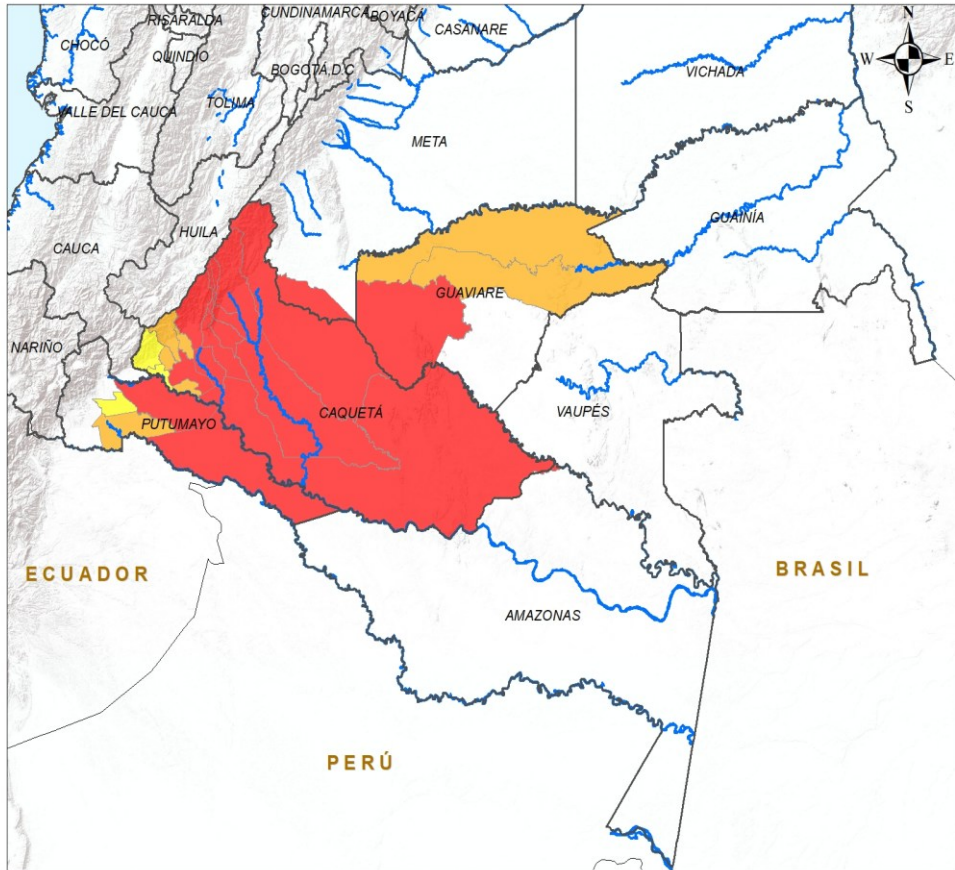 CUNDINAMARCA
BOYACÁ
RISARALDA
CASANARE
N
CHOCÓ
QUINDIO
BOGOTÁ,D.C
W
E
VICHADA
S
VALLE DEL CAUCA
TOLIMA
META
CAUCA
HUILA
GUAINÍA
GUAVIARE
NARIÑO
CAQUETÁ
VAUPÉS
PUTUMAYO
ECUADOR
BRASIL
AMAZONAS
PERÚ